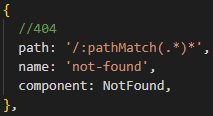 {
//404
path: '/:pathMatch(.*)*',
name: 'not-found',
component: NotFound,
},